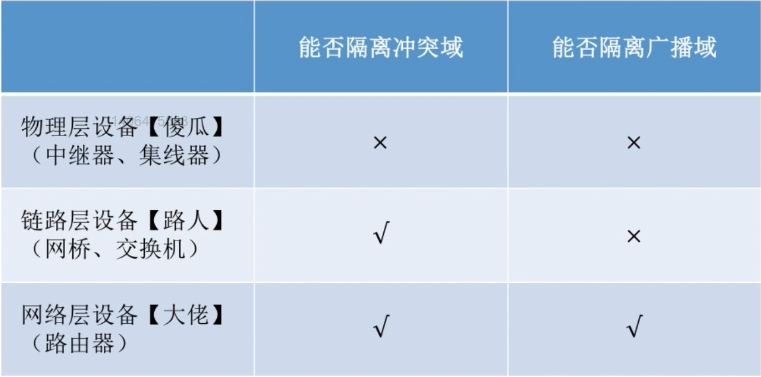 能否隔离冲突域
能否隔离广播域
物理层设备【傻瓜】
（中继器、集线器）
×
×
链路层设备【路人】
（网桥、交换机）
√
×
网络层设备【大佬】
（路由器）
√
√